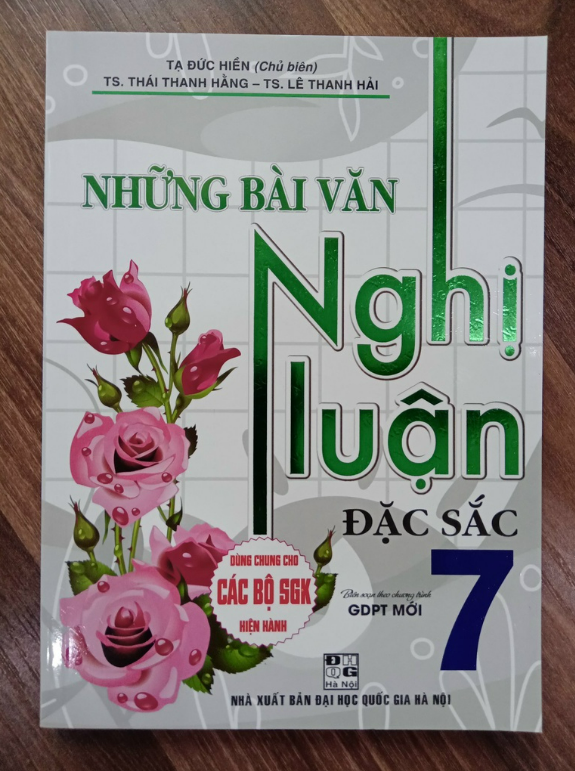 TẠ ĐỨC HIỀN (Chủ biên)
TS. THÁI THANH HẰNG – TS. LÊ THANH HẢI
NHỮNG BÀI VĂN
Nghị
luận
ĐẶC SẮC
7
DÙNG CHUNG CHO
CÁC BỘ SGK
HIỆN HÀNH
Biên soạn theo chương trình
GDPT MỚI
ĐH
QG
Hà Nội
NHÀ XUẤT BẢN ĐẠI HỌC QUỐC GIA HÀ NỘI